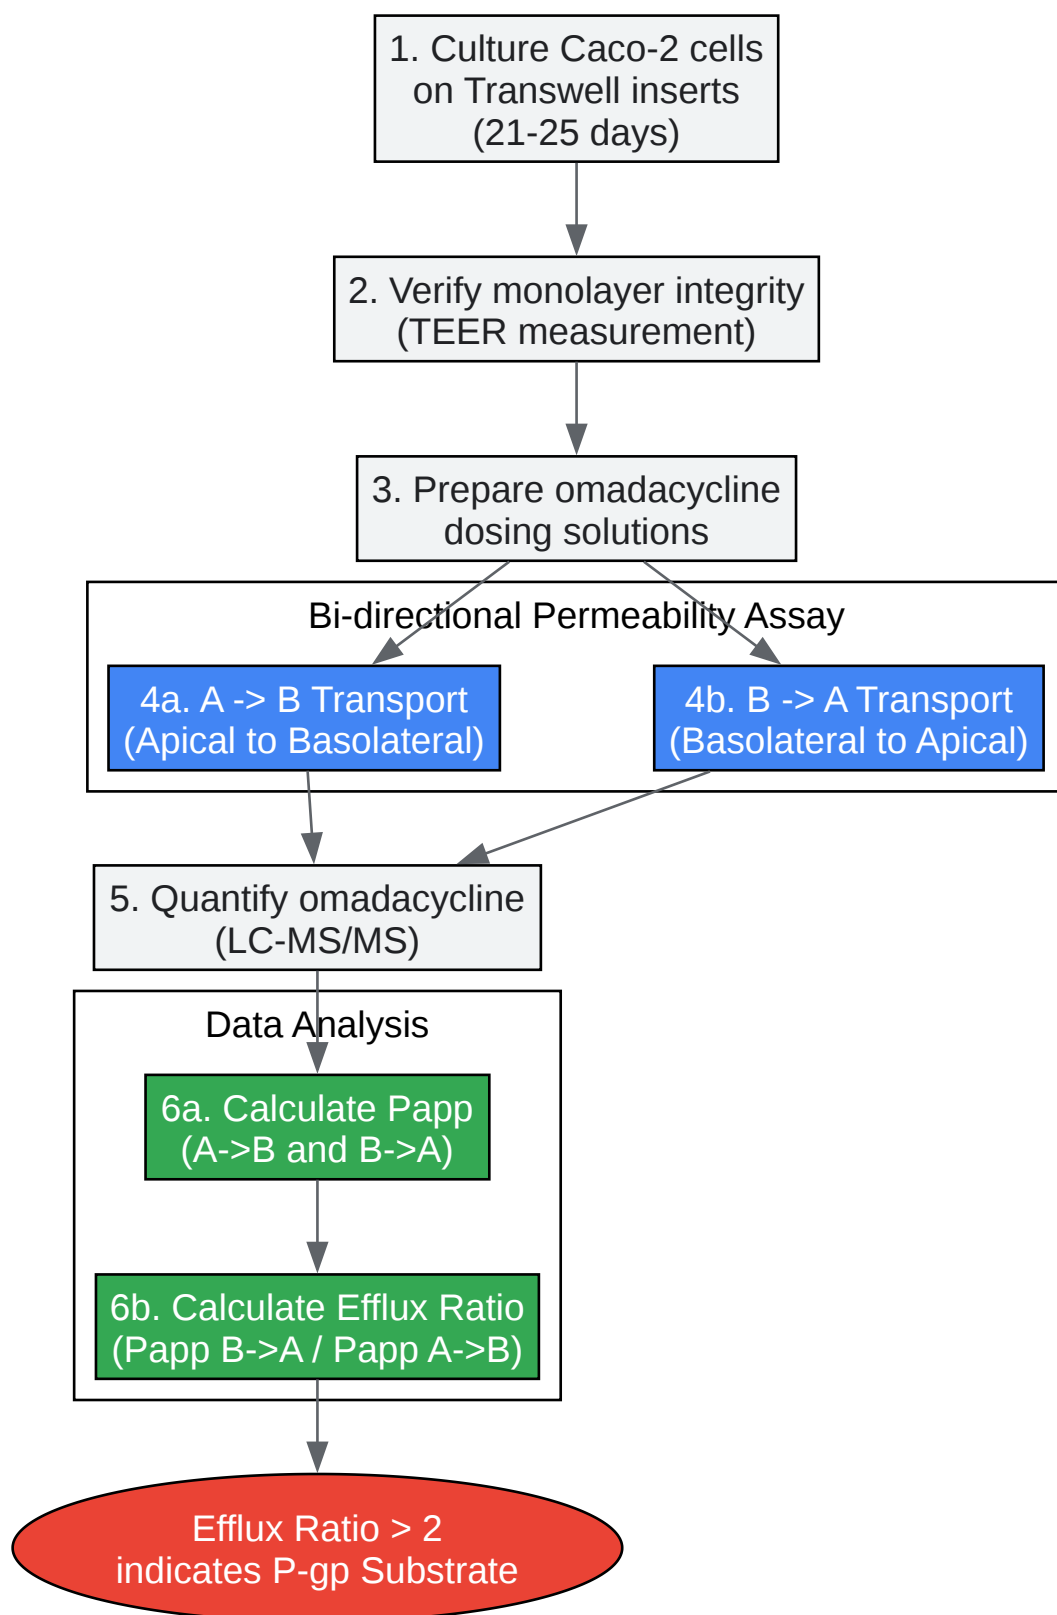 1. Culture Caco-2 cells
on Transwell inserts
(21-25 days)
2. Verify monolayer integrity
(TEER measurement)
3. Prepare omadacycline
dosing solutions
Bi-directional Permeability Assay
4a. A -> B Transport
(Apical to Basolateral)
4b. B -> A Transport
(Basolateral to Apical)
5. Quantify omadacycline
(LC-MS/MS)
Data Analysis
6a. Calculate Papp
(A->B and B->A)
6b. Calculate Efflux Ratio
(Papp B->A / Papp A->B)
Efflux Ratio > 2
indicates P-gp Substrate